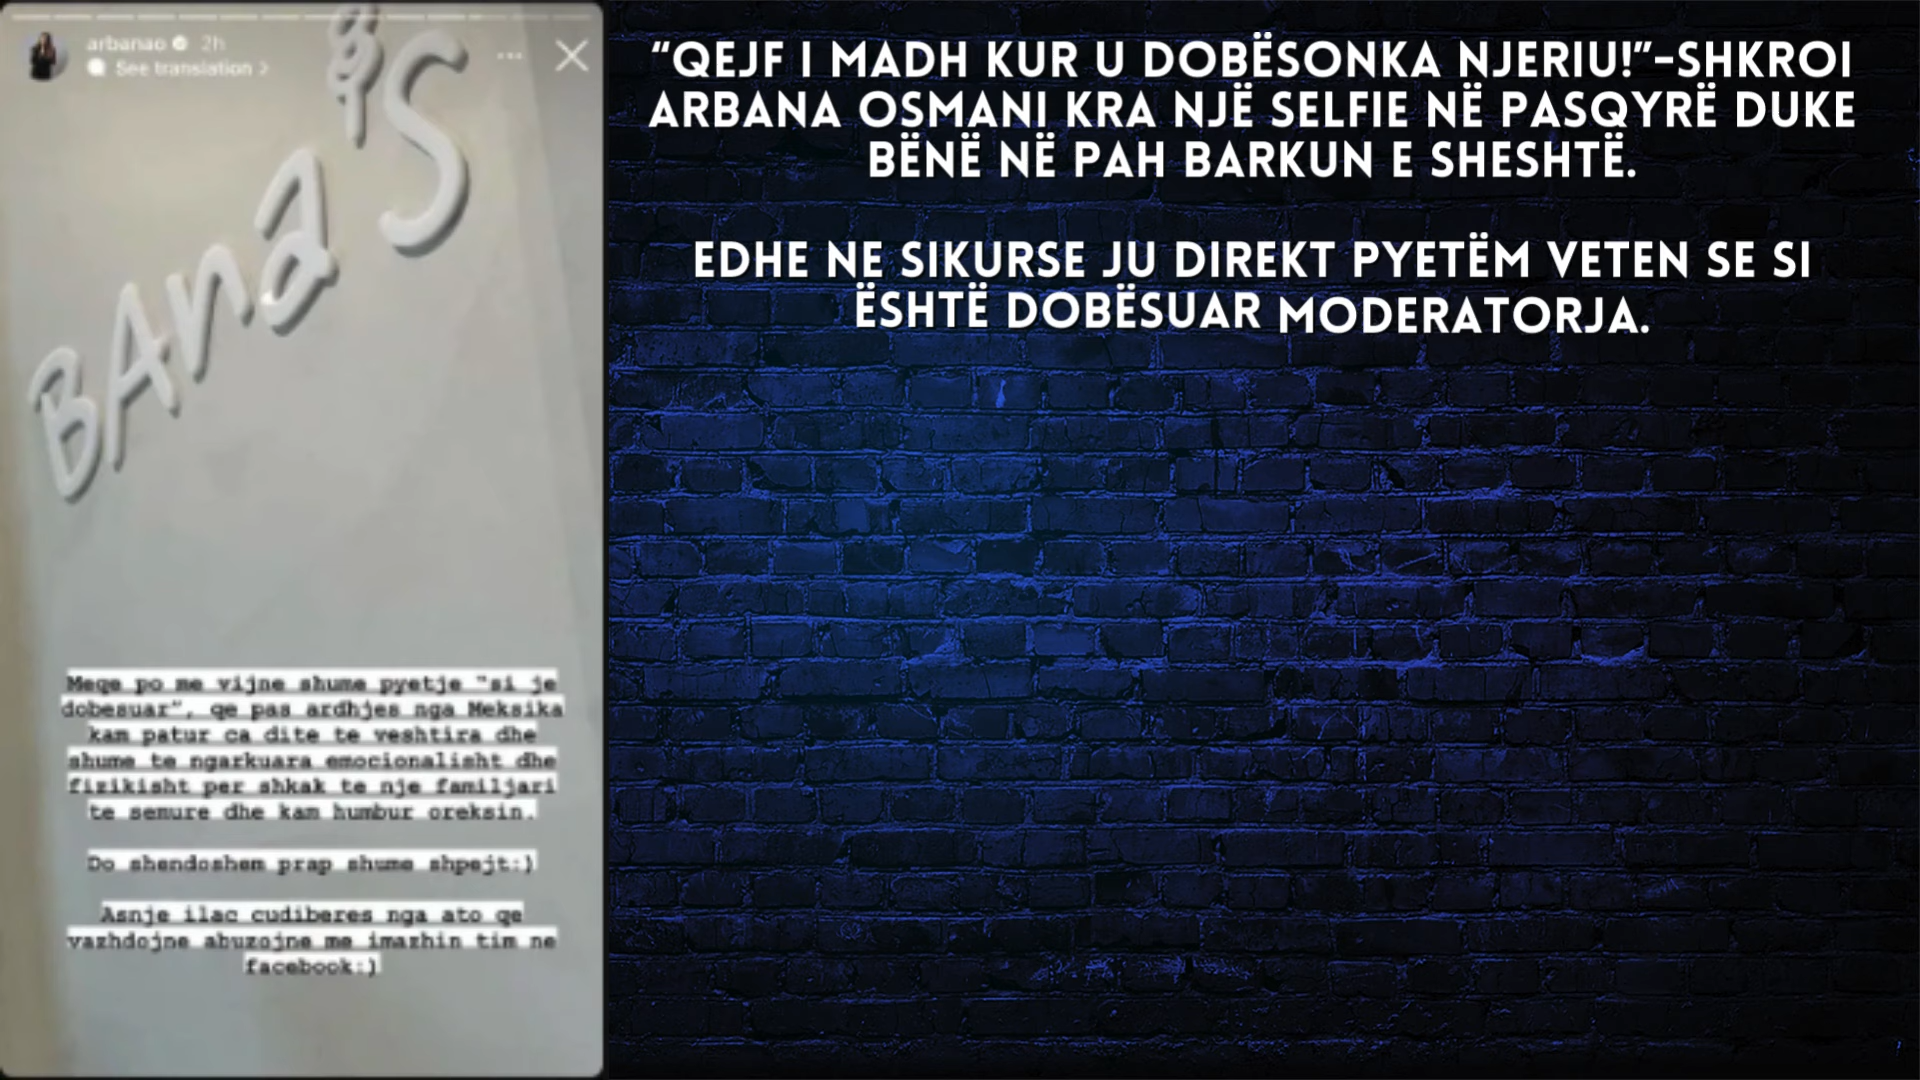 arbanao 2h
See translation >
BAna's
&
Meqe po me vijne shume pyetje "si je
dobesuar", qe pas ardhjes nga Meksika
kam patur ca dite te veshtira dhe
shume te ngarkuara emocionalisht dhe
fizikisht per shkak te nje familjari
te semure dhe kam humbur oreksin.
Do shendoshem prap shume shpejt:)
Asnje ilac cudiberes nga ato qe
vazhdojne abuzojne me imazhin tim ne
facebook:)
“QEJF I MADH KUR U DOBËSONKA NJERIU!”-SHKROI
ARBANA OSMANI KRA NJË SELFIE NË PASQYRË DUKE
BËNË NË PAH BARKUN E SHESHTË.
EDHE NE SIKURSE JU DIREKT PYETËM VETEN SE SI
ËSHTË DOBËSUAR MODERATORJA.